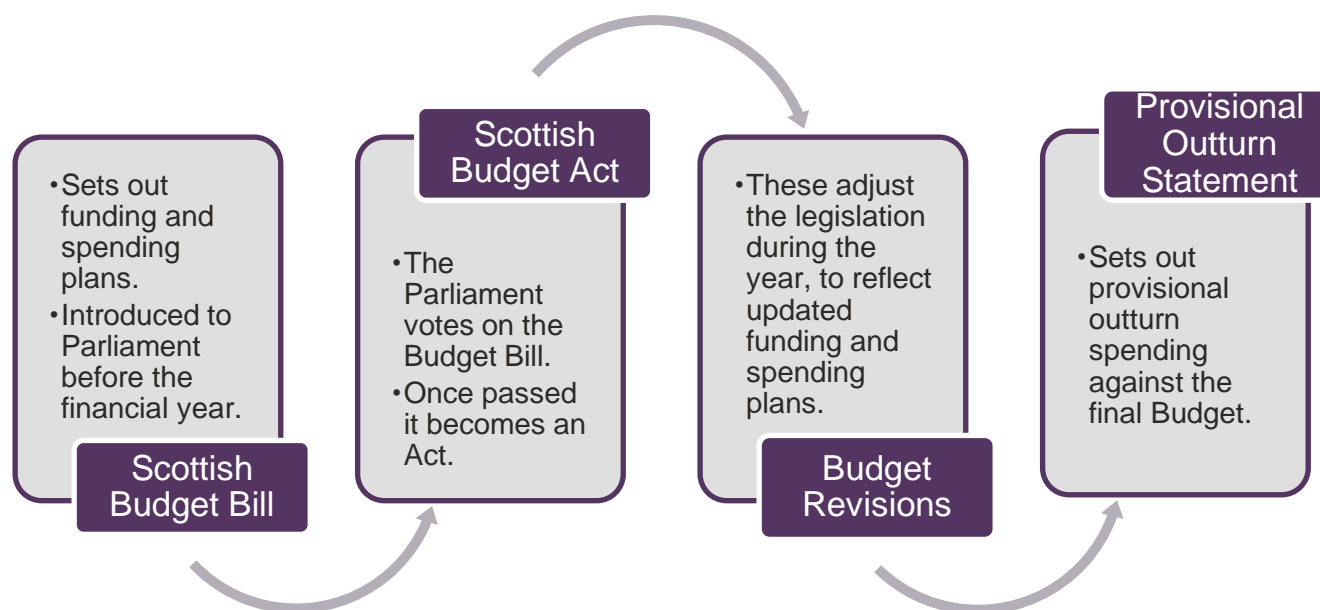 •Sets out
funding and
spending
plans.
•Introduced to
Parliament
before the
financial year.
Scottish
Budget Bill
Scottish
Budget Act
•The
Parliament
votes on the
Budget Bill.
•Once passed
it becomes an
Act.
•These adjust
the legislation
during the
year, to reflect
updated
funding and
spending
plans.
Budget
Revisions
Provisional
Outturn
Statement
•Sets out
provisional
outturn
spending
against the
final Budget.